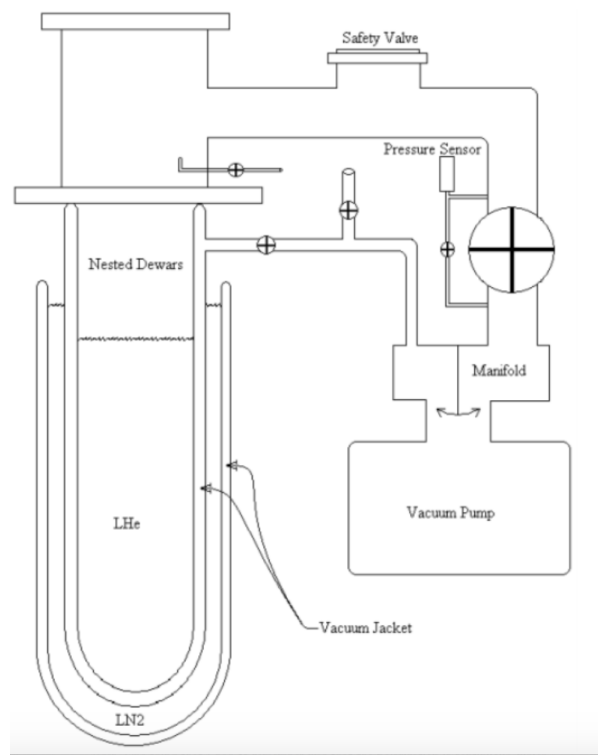 Safety Valve
Pressure Sensor
Nested Dewars
Manifold
LHe
Vacuum Pump
Vacuum Jacket
LN2